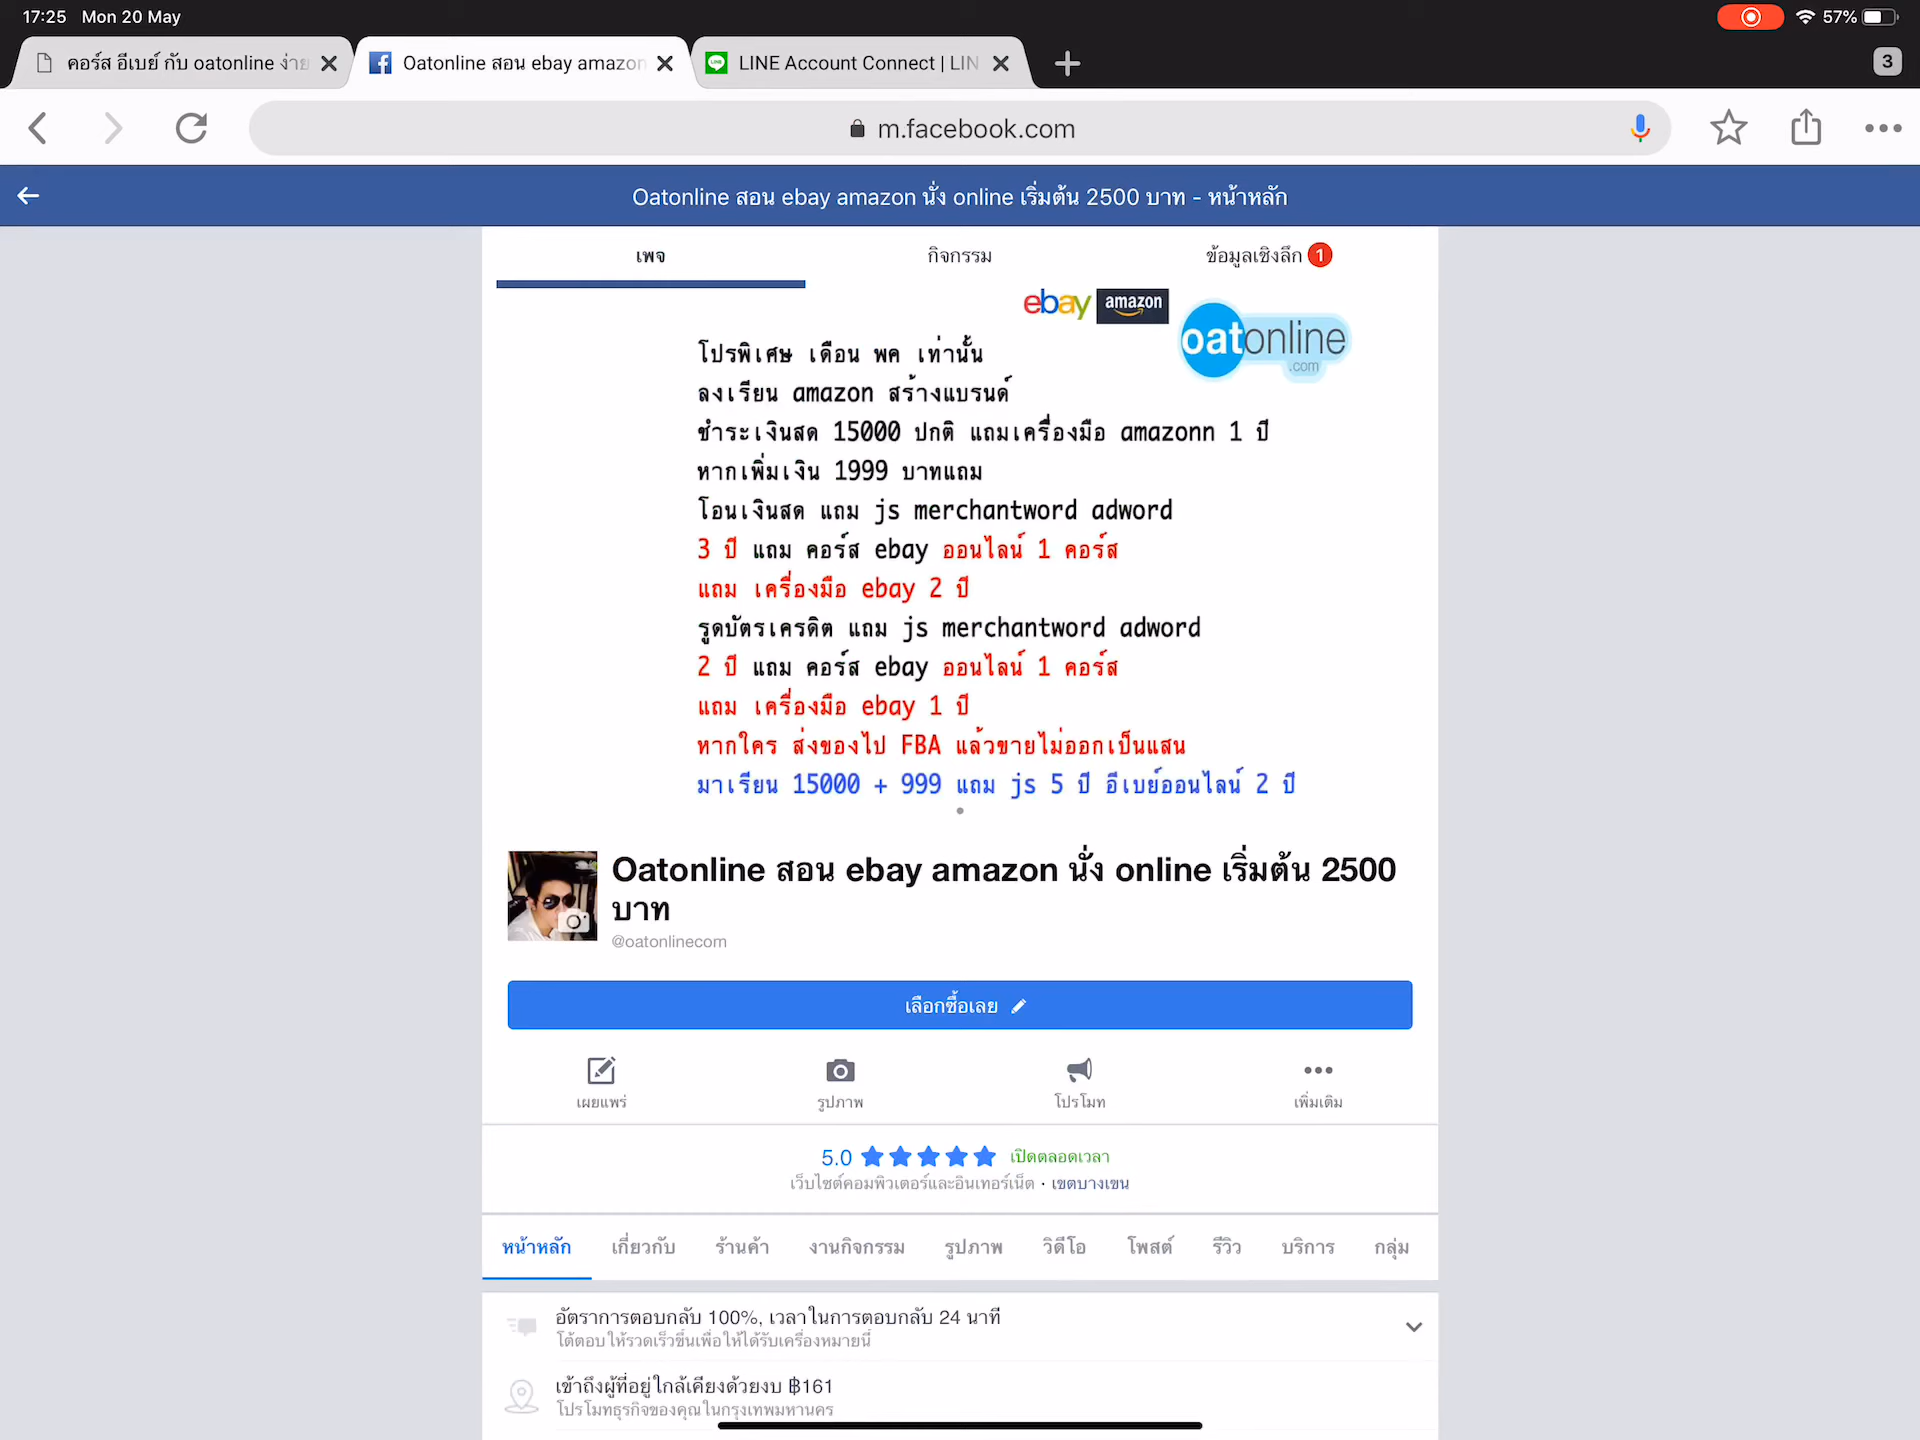 17:25 Mon 20 May
57%
คอร์ส อีเบย์ กับ oatonline ง่าย
Oatonline สอน ebay amazon
LINE Account Connect | LIN
3
m.facebook.com
Oatonline สอน ebay amazon นั่ง online เริ่มต้น 2500 บาท - หน้าหลัก
เพจ
กิจกรรม
ข้อมูลเชิงลึก 1
ebay amazon
oatonline
.com
โปรพิเศษ เดือน พค เท่านั้น
ลงเรียน amazon สร้างแบรนด์
ชำระเงินสด 15000 ปกติ แถมเครื่องมือ amazonn 1 ปี
หากเพิ่มเงิน 1999 บาทแถม
โอนเงินสด แถม js merchantword adword
3 ปี แถม คอร์ส ebay ออนไลน์ 1 คอร์ส
แถม เครื่องมือ ebay 2 ปี
รูดบัตรเครดิต แถม js merchantword adword
2 ปี แถม คอร์ส ebay ออนไลน์ 1 คอร์ส
แถม เครื่องมือ ebay 1 ปี
หากใคร ส่งของไป FBA แล้วขายไม่ออกเป็นแสน
มาเรียน 15000 + 999 แถม js 5 ปี อีเบย์ออนไลน์ 2 ปี
Oatonline สอน ebay amazon นั่ง online เริ่มต้น 2500
บาท
@oatonlinecom
เลือกซื้อเลย
เผยแพร่
รูปภาพ
โปรโมท
เพิ่มเติม
5.0 เปิดตลอดเวลา
เว็บไซต์คอมพิวเตอร์และอินเทอร์เน็ต · เขตบางเขน
หน้าหลัก
เกี่ยวกับ
ร้านค้า
งานกิจกรรม
รูปภาพ
วิดีโอ
โพสต์
รีวิว
บริการ
กลุ่ม
อัตราการตอบกลับ 100%, เวลาในการตอบกลับ 24 นาที
โต้ตอบให้รวดเร็วขึ้นเพื่อให้ได้รับเครื่องหมายนี้
เข้าถึงผู้ที่อยู่ใกล้เคียงด้วยงบ ฿161
โปรโมทธุรกิจของคุณในกรุงเทพมหานคร